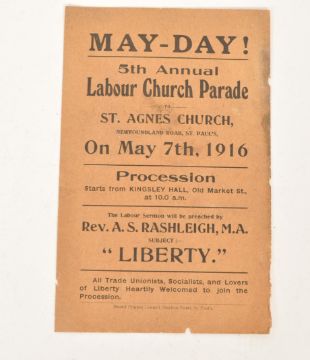 MAY-DAY!
5th Annual
Labour Church Parade
TO
ST. AGNES CHURCH,
NEWFOUNDLAND ROAD, ST. PAUL'S,
On May 7th, 1916
Procession
Starts from KINGSLEY HALL, Old Market St.,
at 10.0 a.m.
The Labour Sermon will be preached by
Rev. A. S. RASHLEIGH, M.A.
SUBJECT :—
“ LIBERTY.”
All Trade Unionists, Socialists, and Lovers
of Liberty Heartily Welcomed to join the
Procession.